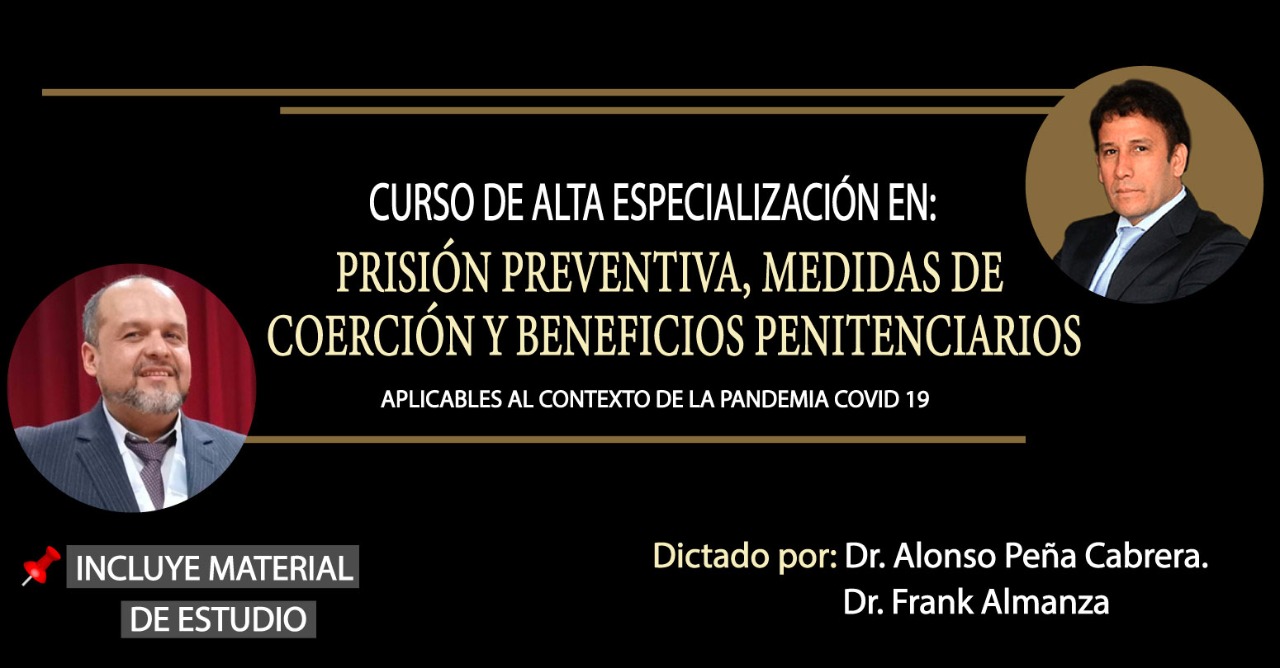 CURSO DE ALTA ESPECIALIZACIÓN EN:
PRISIÓN PREVENTIVA, MEDIDAS DE
COERCIÓN Y BENEFICIOS PENITENCIARIOS
APLICABLES AL CONTEXTO DE LA PANDEMIA COVID 19
INCLUYE MATERIAL
DE ESTUDIO
Dictado por: Dr. Alonso Peña Cabrera.
Dr. Frank Almanza